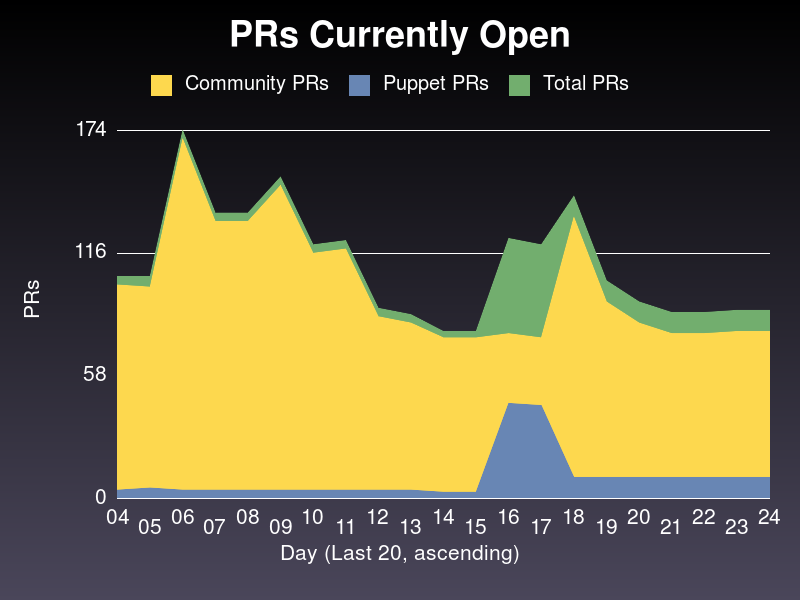 PRs Currently Open
Community PRs Puppet PRs Total PRs
174
116
58
0
PRs
04 05 06 07 08 09 10 11 12 13 14 15 16 17 18 19 20 21 22 23 24
Day (Last 20, ascending)